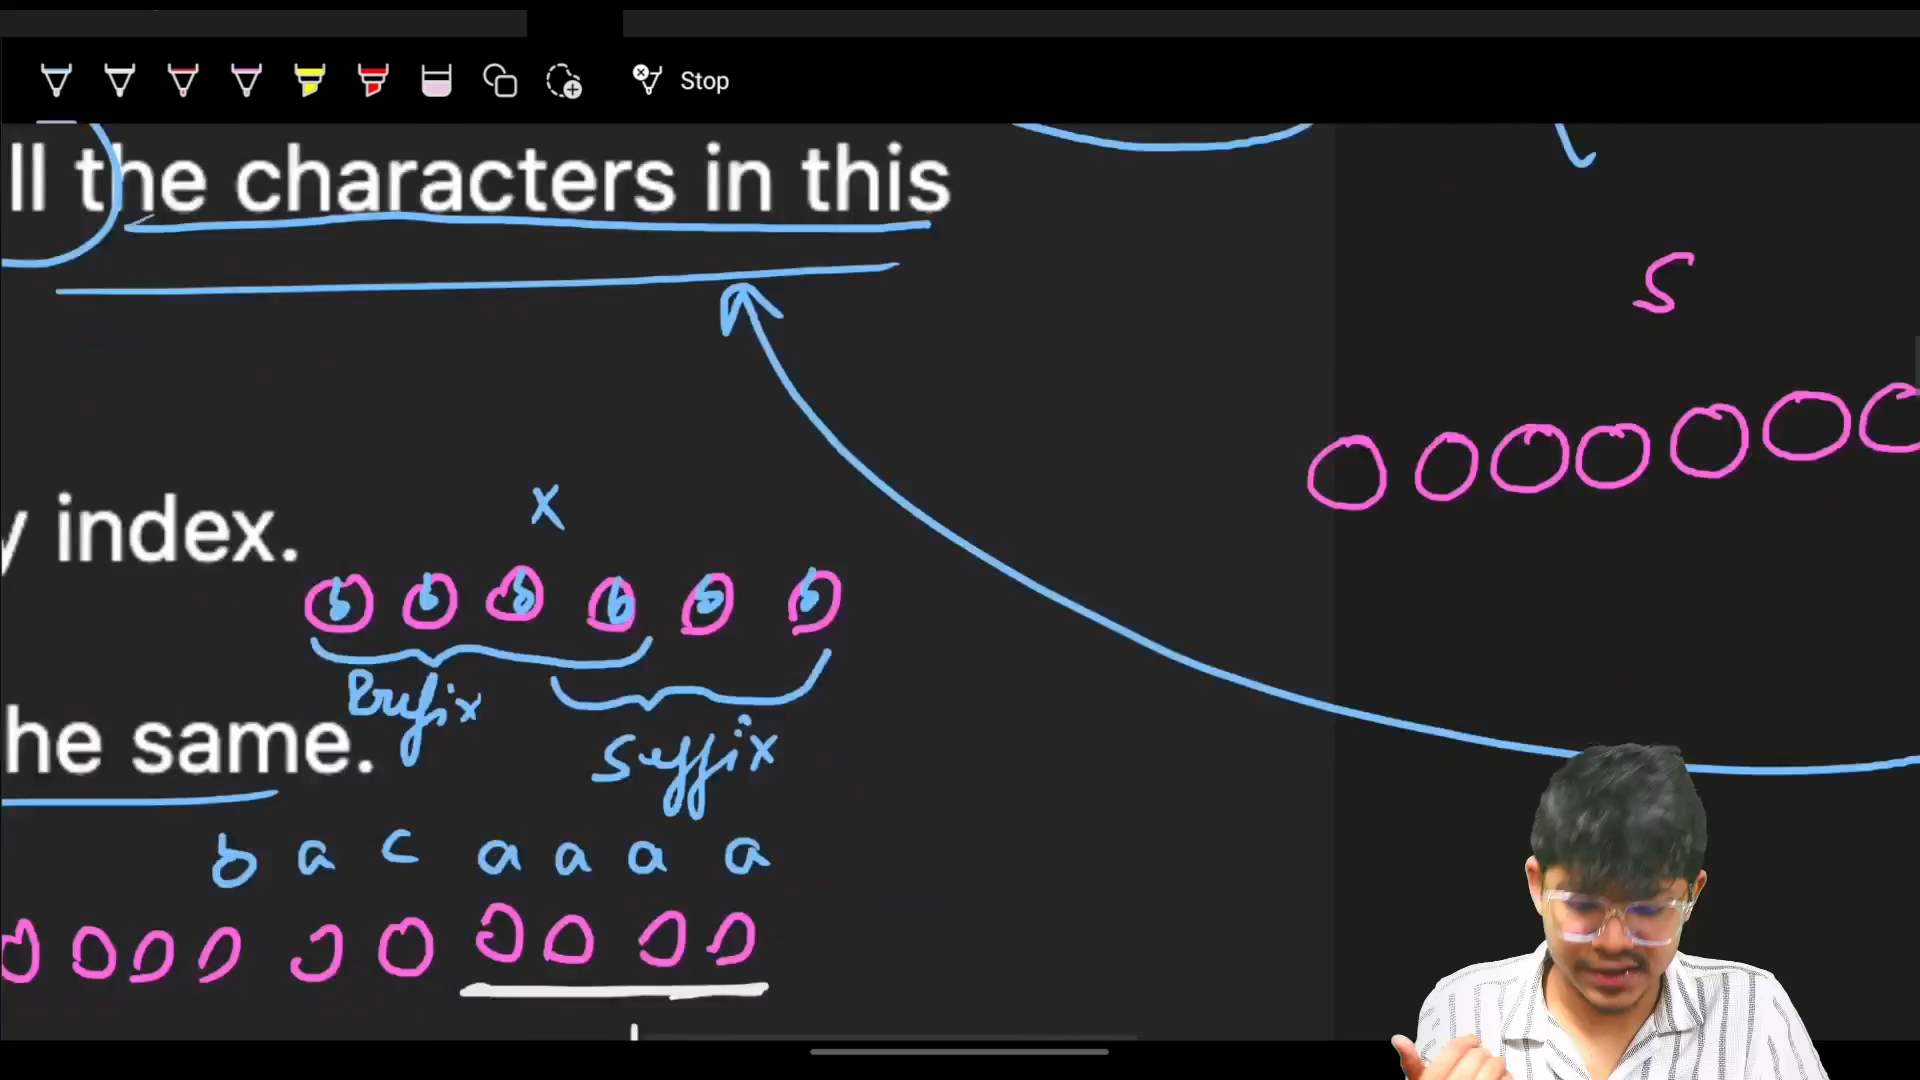 Stop
ll the characters in this
S
x
y index.
b b b b b b
Prefix
he same.
Suffix
b a c a a a a